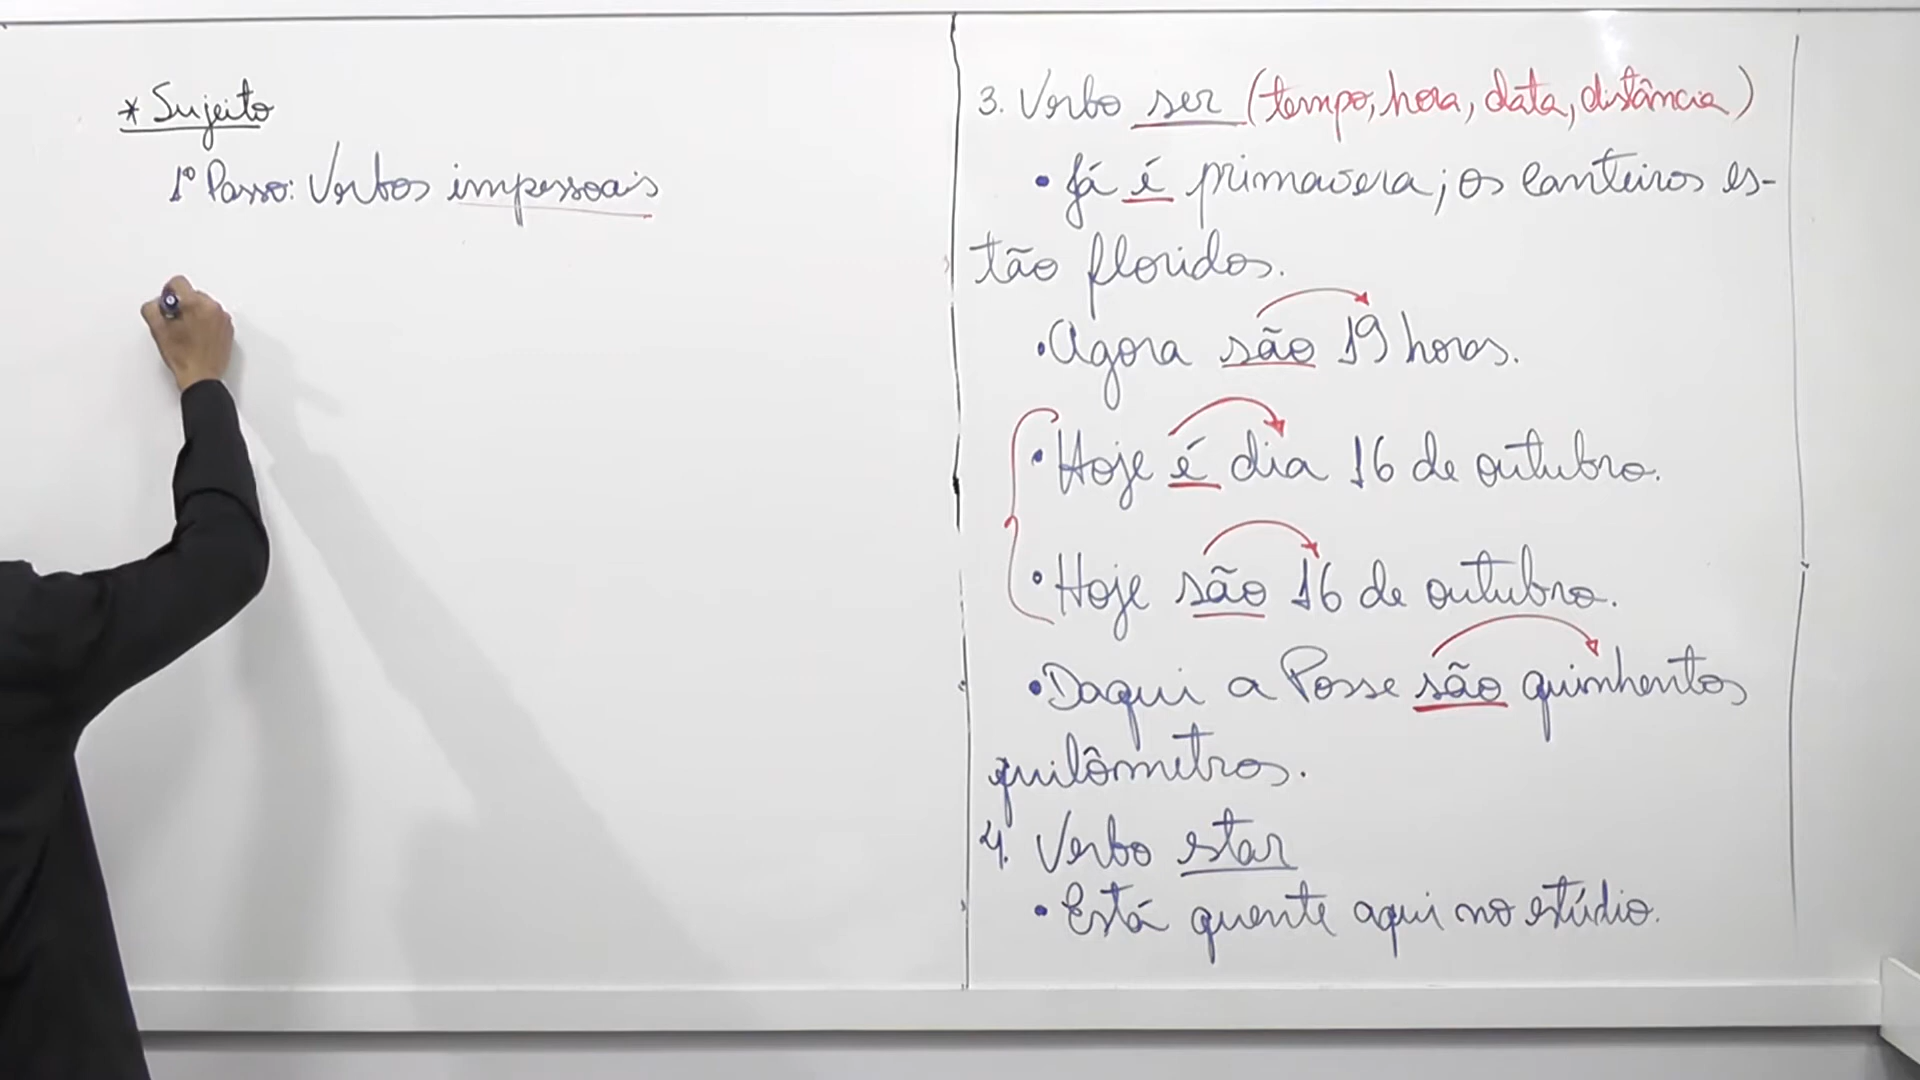 * Sujeito
1º Passo: Verbos impessoais
3. Verbo ser (tempo, hora, data, distância)
• Já é primavera; os canteiros es-
tão floridos.
• Agora são 19 horas.
• Hoje é dia 16 de outubro.
• Hoje são 16 de outubro.
• Daqui a Posse são quinhentos
quilômetros.
4. Verbo estar
• Está quente aqui no estúdio.